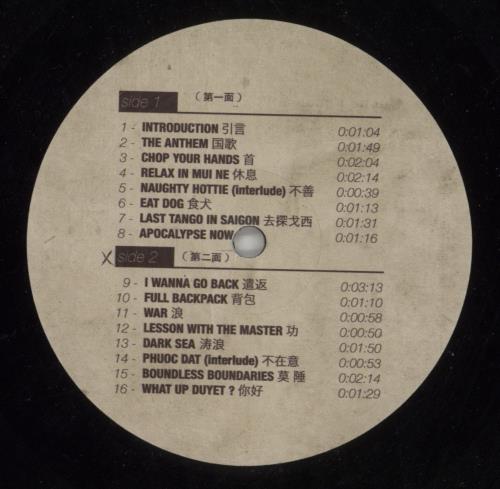 side 1 （第一面）
1 - INTRODUCTION 引言 0:01:04
2 - THE ANTHEM 国歌 0:01:49
3 - CHOP YOUR HANDS 首 0:02:04
4 - RELAX IN MUI NE 休息 0:02:14
5 - NAUGHTY HOTTIE (interlude) 不善 0:00:39
6 - EAT DOG 食犬 0:01:13
7 - LAST TANGO IN SAIGON 去探戈西 0:01:31
8 - APOCALYPSE NOW 0:01:16
X side 2 （第二面）
9 - I WANNA GO BACK 遣返 0:03:13
10 - FULL BACKPACK 背包 0:01:10
11 - WAR 浪 0:00:58
12 - LESSON WITH THE MASTER 功 0:00:50
13 - DARK SEA 涛浪 0:01:50
14 - PHUOC DAT (interlude) 不在意 0:00:53
15 - BOUNDLESS BOUNDARIES 莫 陲 0:02:14
16 - WHAT UP DUYET ? 你好 0:01:29